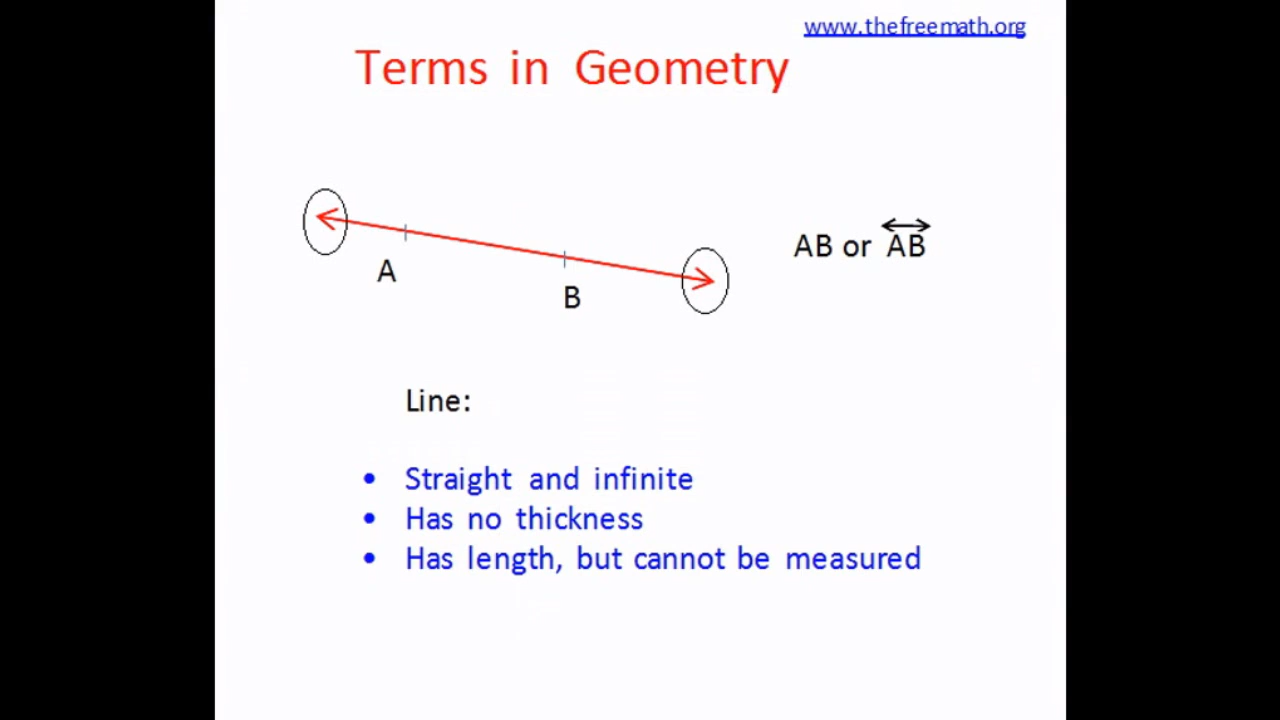 www.thefreemath.org
Terms in Geometry
AB or AB
A
B
Line:
• Straight and infinite
• Has no thickness
• Has length, but cannot be measured